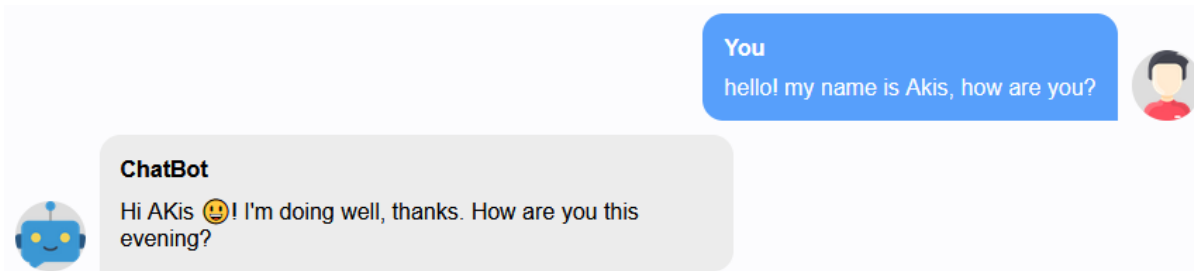 You
hello! my name is Akis, how are you?
ChatBot
Hi AKis 😃! I'm doing well, thanks. How are you this
evening?